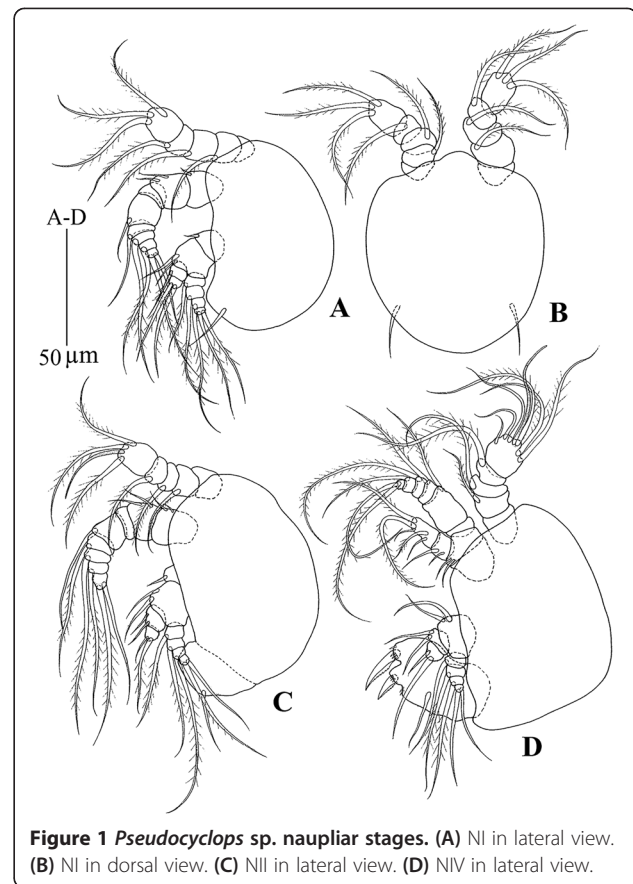 A-D
50 μm
A
B
C
D
Figure 1 Pseudocyclops sp. naupliar stages. (A) NI in lateral view.
(B) NI in dorsal view. (C) NII in lateral view. (D) NIV in lateral view.